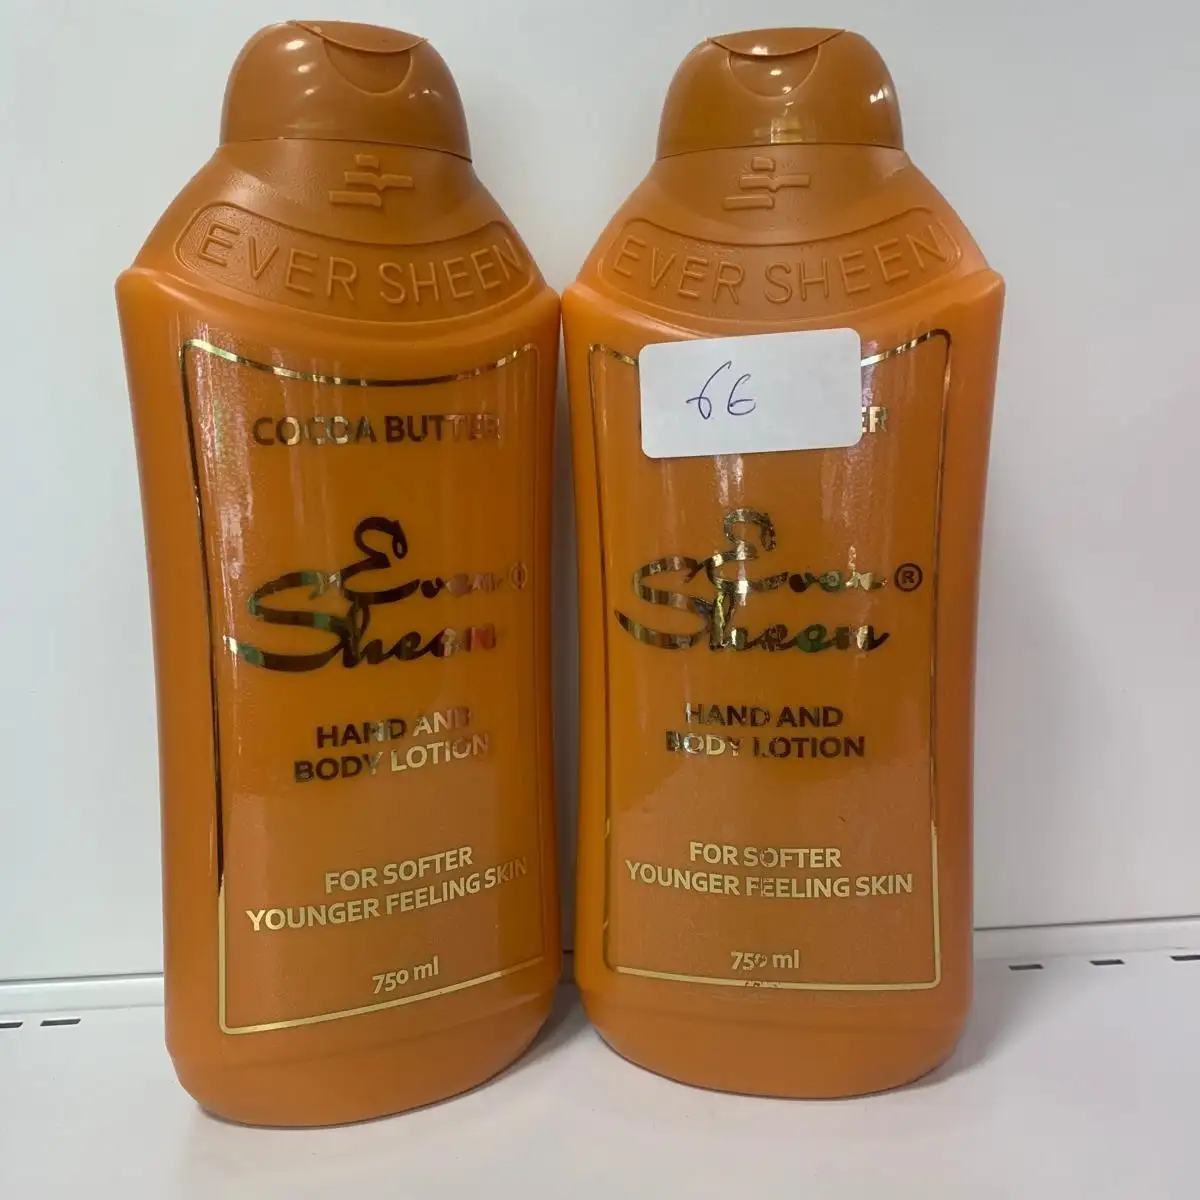 EVER SHEEN
COCOA BUTTER
Ever
Sheen
HAND AND
BODY LOTION
FOR SOFTER
YOUNGER FEELING SKIN
750 ml
EVER SHEEN
ER
Ever ®
Sheen
HAND AND
BODY LOTION
FOR SOFTER
YOUNGER FEELING SKIN
750 ml